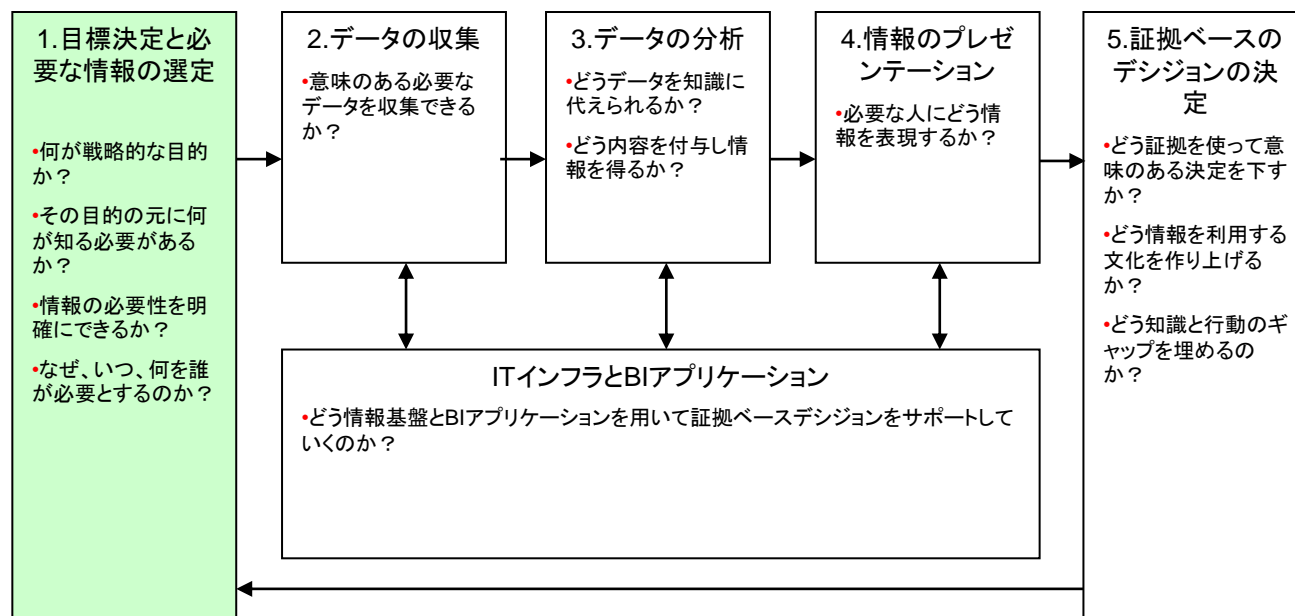 1.目標決定と必
要な情報の選定
•何が戦略的な目的
か？
•その目的の元に何
が知る必要がある
か？
•情報の必要性を明
確にできるか？
•なぜ、いつ、何を誰
が必要とするのか？
2.データの収集
•意味のある必要な
データを収集できる
か？
3.データの分析
•どうデータを知識に
代えられるか？
•どう内容を付与し情
報を得るか？
4.情報のプレゼ
ンテーション
•必要な人にどう情
報を表現するか？
5.証拠ベースの
デシジョンの決
定
•どう証拠を使って意
味のある決定を下す
か？
•どう情報を利用する
文化を作り上げる
か？
•どう知識と行動のギ
ャップを埋めるの
か？
ITインフラとBIアプリケーション
•どう情報基盤とBIアプリケーションを用いて証拠ベースデシジョンをサポートして
いくのか？